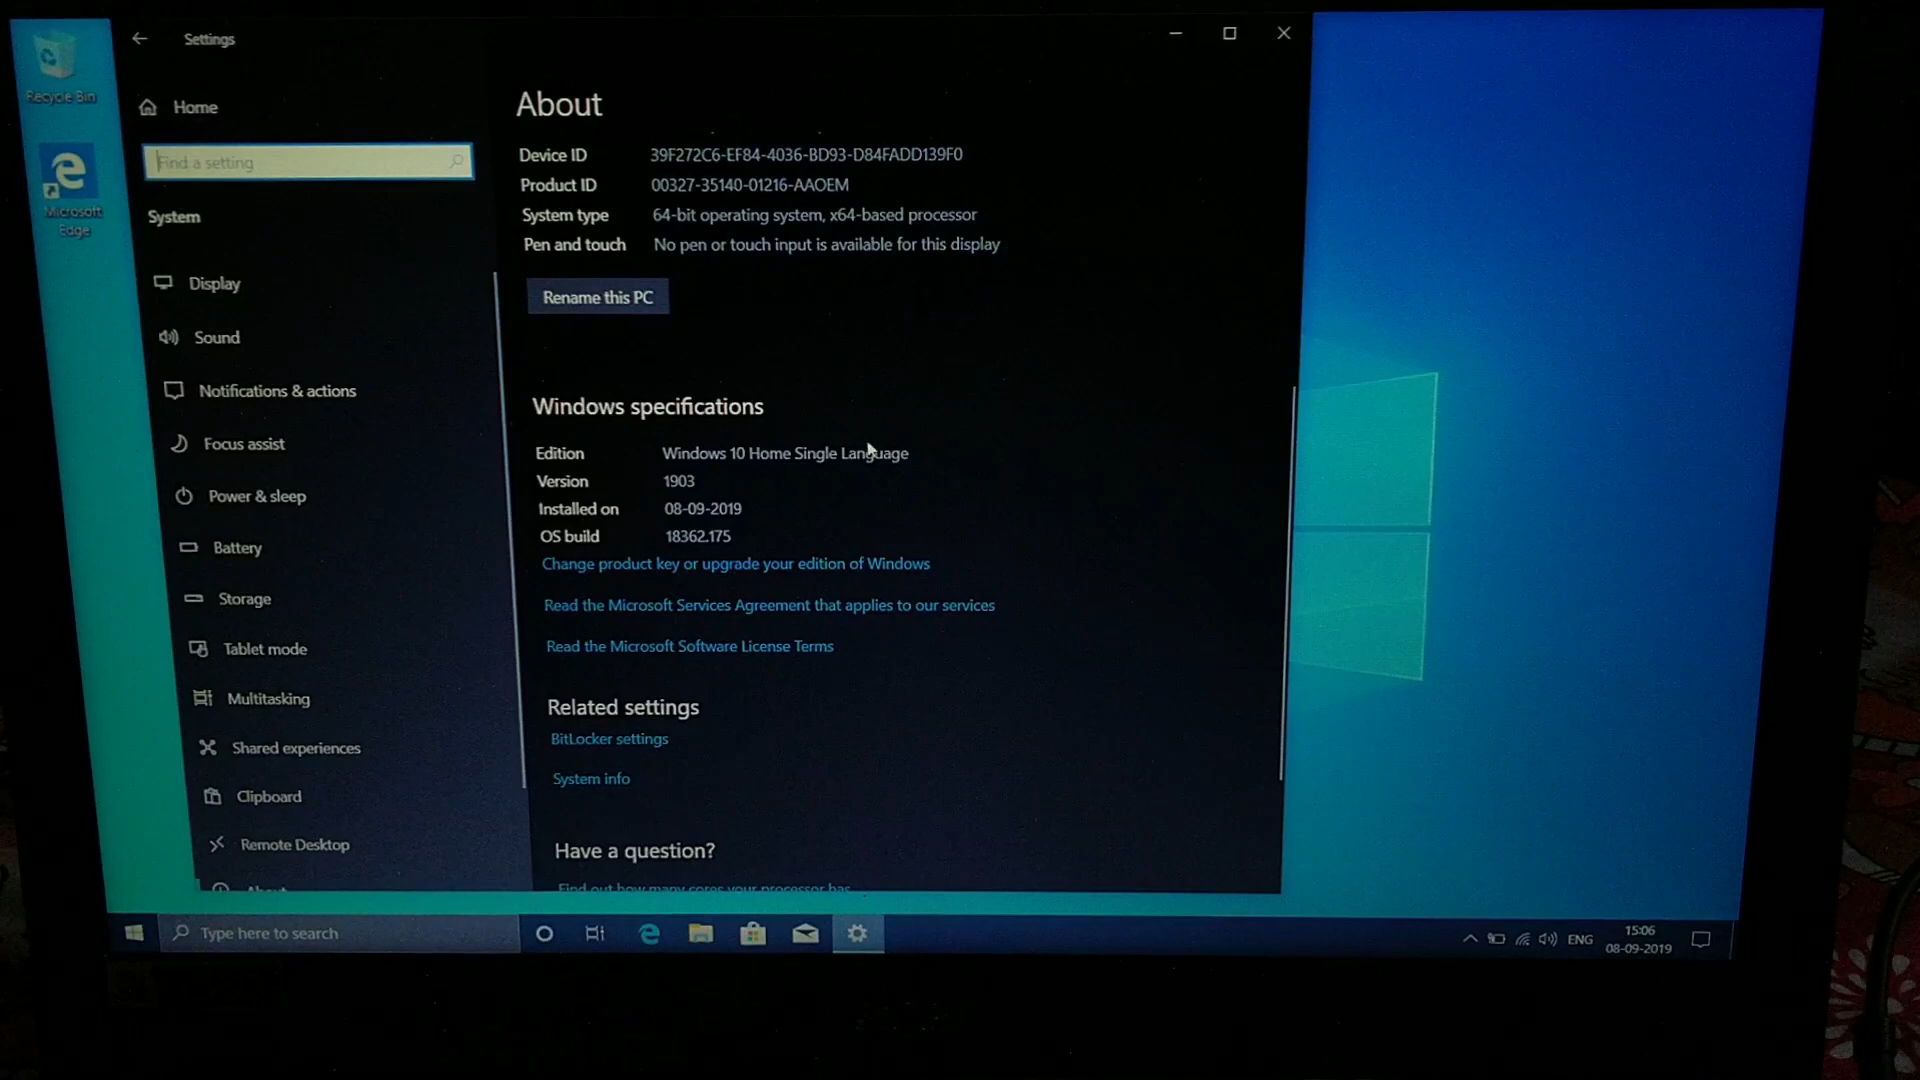 Recycle Bin
Microsoft
Edge
Settings
Home
Find a setting
System
Display
Sound
Notifications & actions
Focus assist
Power & sleep
Battery
Storage
Tablet mode
Multitasking
Shared experiences
Clipboard
Remote Desktop
About
About
Device ID 39F272C6-EF84-4036-BD93-D84FADD139F0
Product ID 00327-35140-01216-AAOEM
System type 64-bit operating system, x64-based processor
Pen and touch No pen or touch input is available for this display
Rename this PC
Windows specifications
Edition Windows 10 Home Single Language
Version 1903
Installed on 08-09-2019
OS build 18362.175
Change product key or upgrade your edition of Windows
Read the Microsoft Services Agreement that applies to our services
Read the Microsoft Software License Terms
Related settings
BitLocker settings
System info
Have a question?
Find out how many cores your processor has
Type here to search
ENG
15:06
08-09-2019